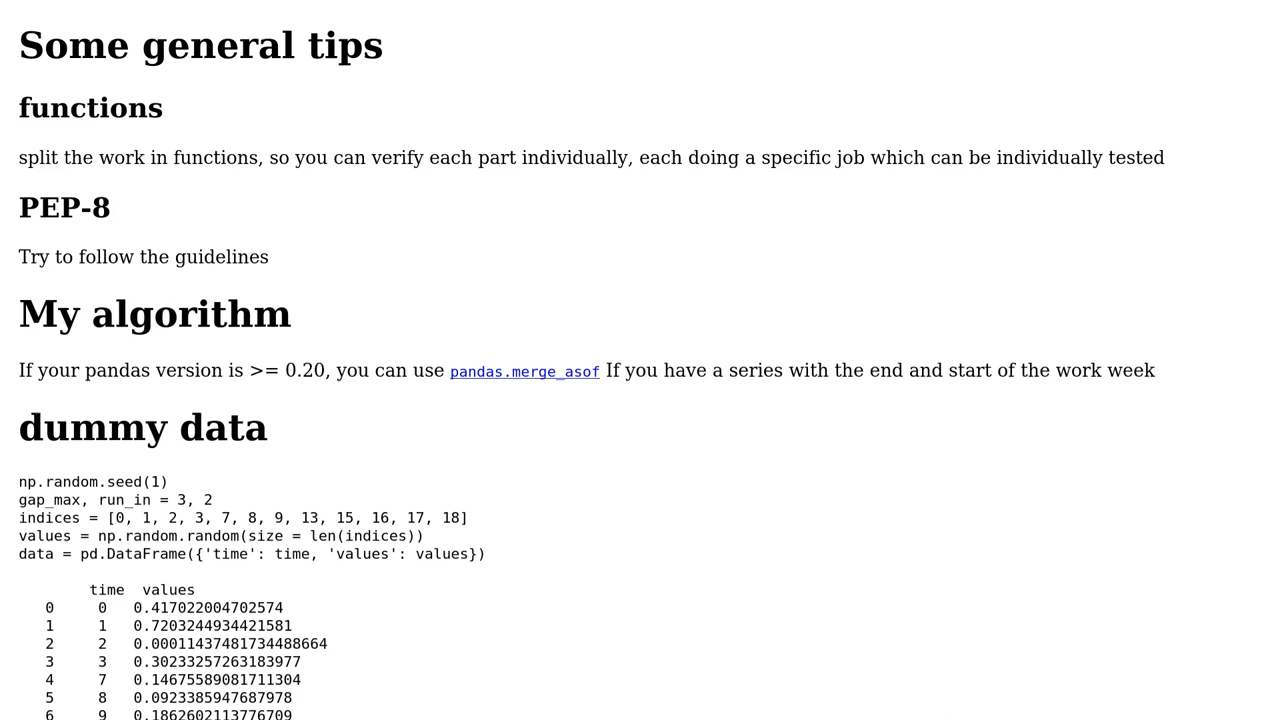 Some general tips
functions
split the work in functions, so you can verify each part individually, each doing a specific job which can be individually tested
PEP-8
Try to follow the guidelines
My algorithm
If your pandas version is >= 0.20, you can use pandas.merge_asof If you have a series with the end and start of the work week
dummy data
np.random.seed(1)
gap_max, run_in = 3, 2
indices = [0, 1, 2, 3, 7, 8, 9, 13, 15, 16, 17, 18]
values = np.random.random(size = len(indices))
data = pd.DataFrame({'time': time, 'values': values})
time values
0 0 0.417022004702574
1 1 0.7203244934421581
2 2 0.00011437481734488664
3 3 0.30233257263183977
4 7 0.14675589081711304
5 8 0.0923385947687978
6 9 0.1862602113776709